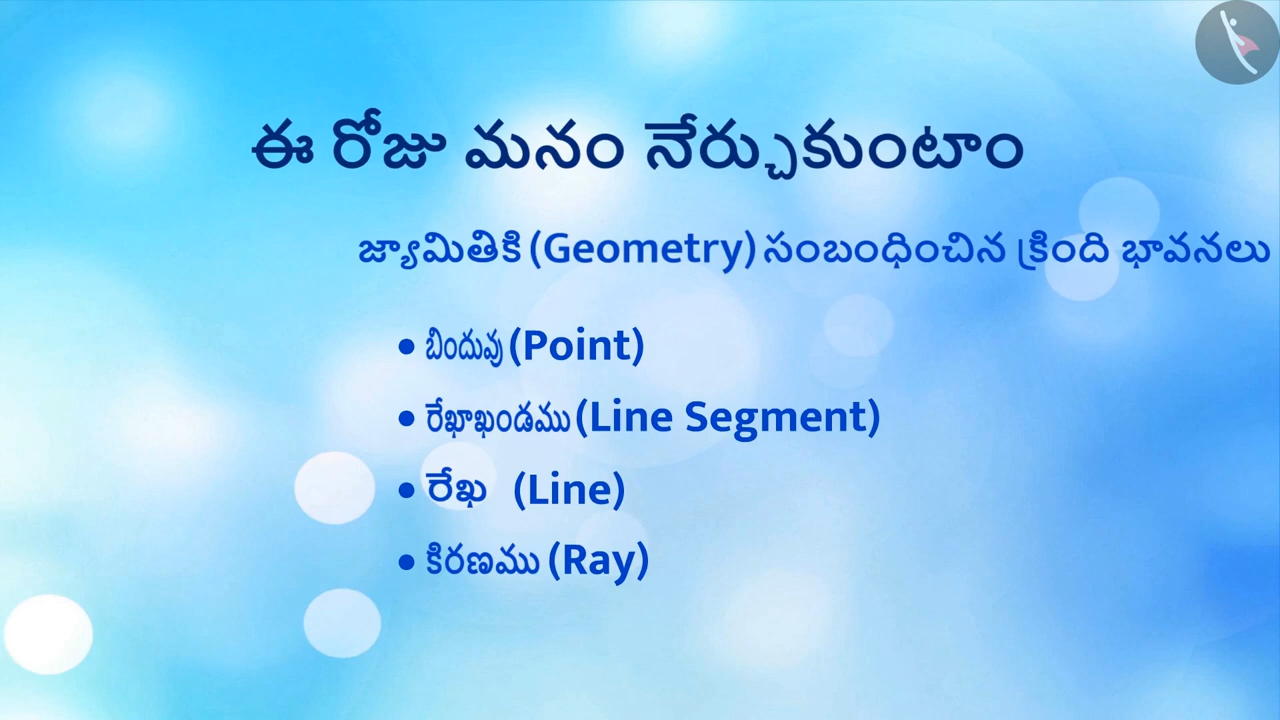 ఈ రోజు మనం నేర్చుకుంటాం
జ్యామితికి (Geometry) సంబంధించిన క్రింది భావనలు
• బిందువు (Point)
• రేఖాఖండము (Line Segment)
• రేఖ (Line)
• కిరణము (Ray)